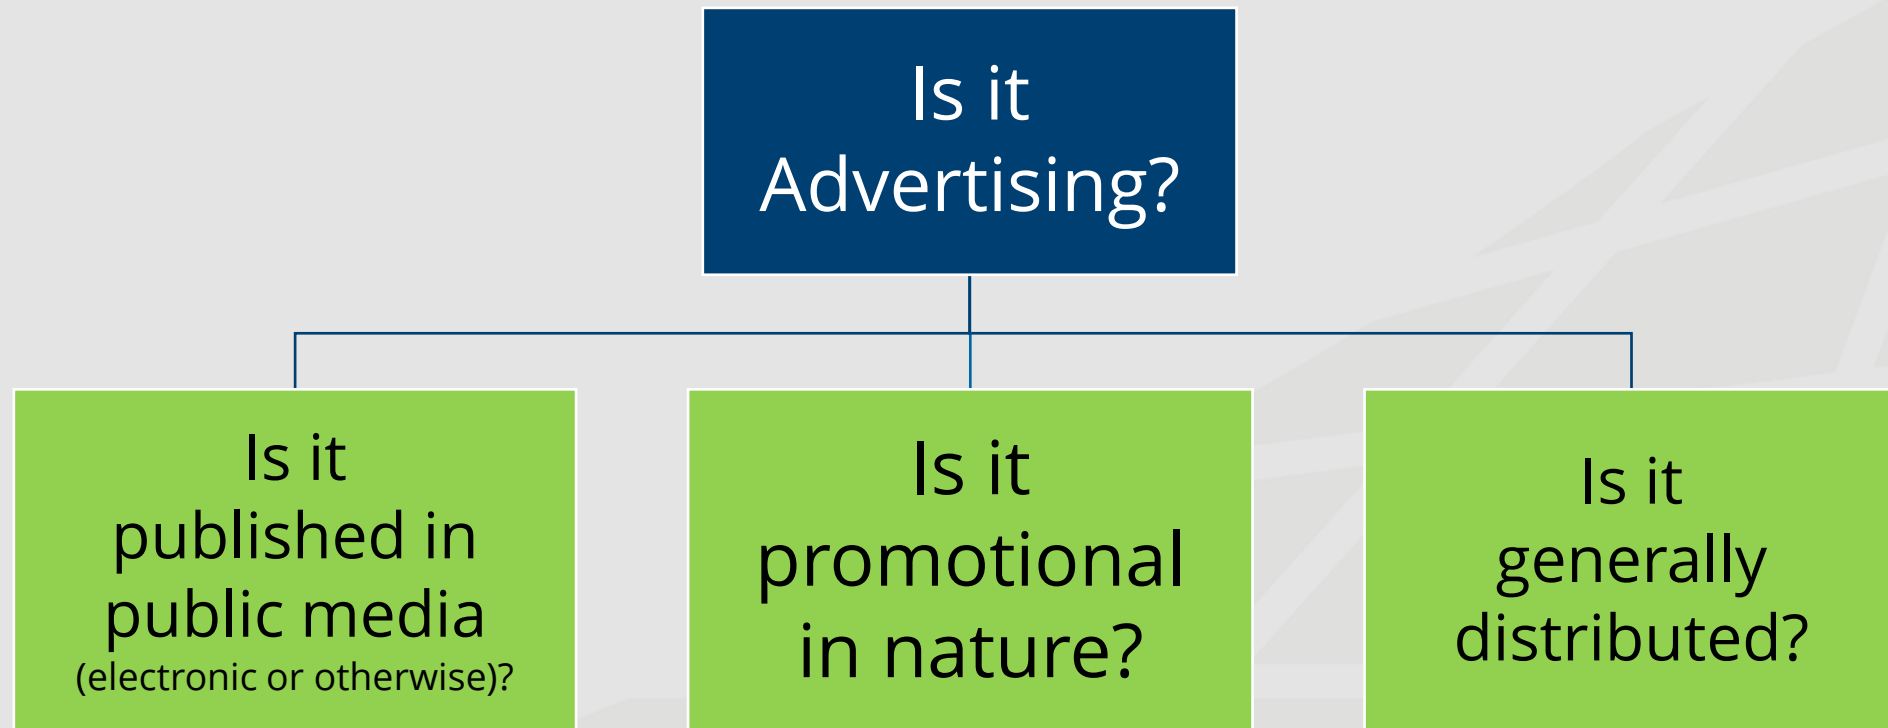 Is it
Advertising?
Is it
published in
public media
(electronic or otherwise)?
Is it
promotional
in nature?
Is it
generally
distributed?